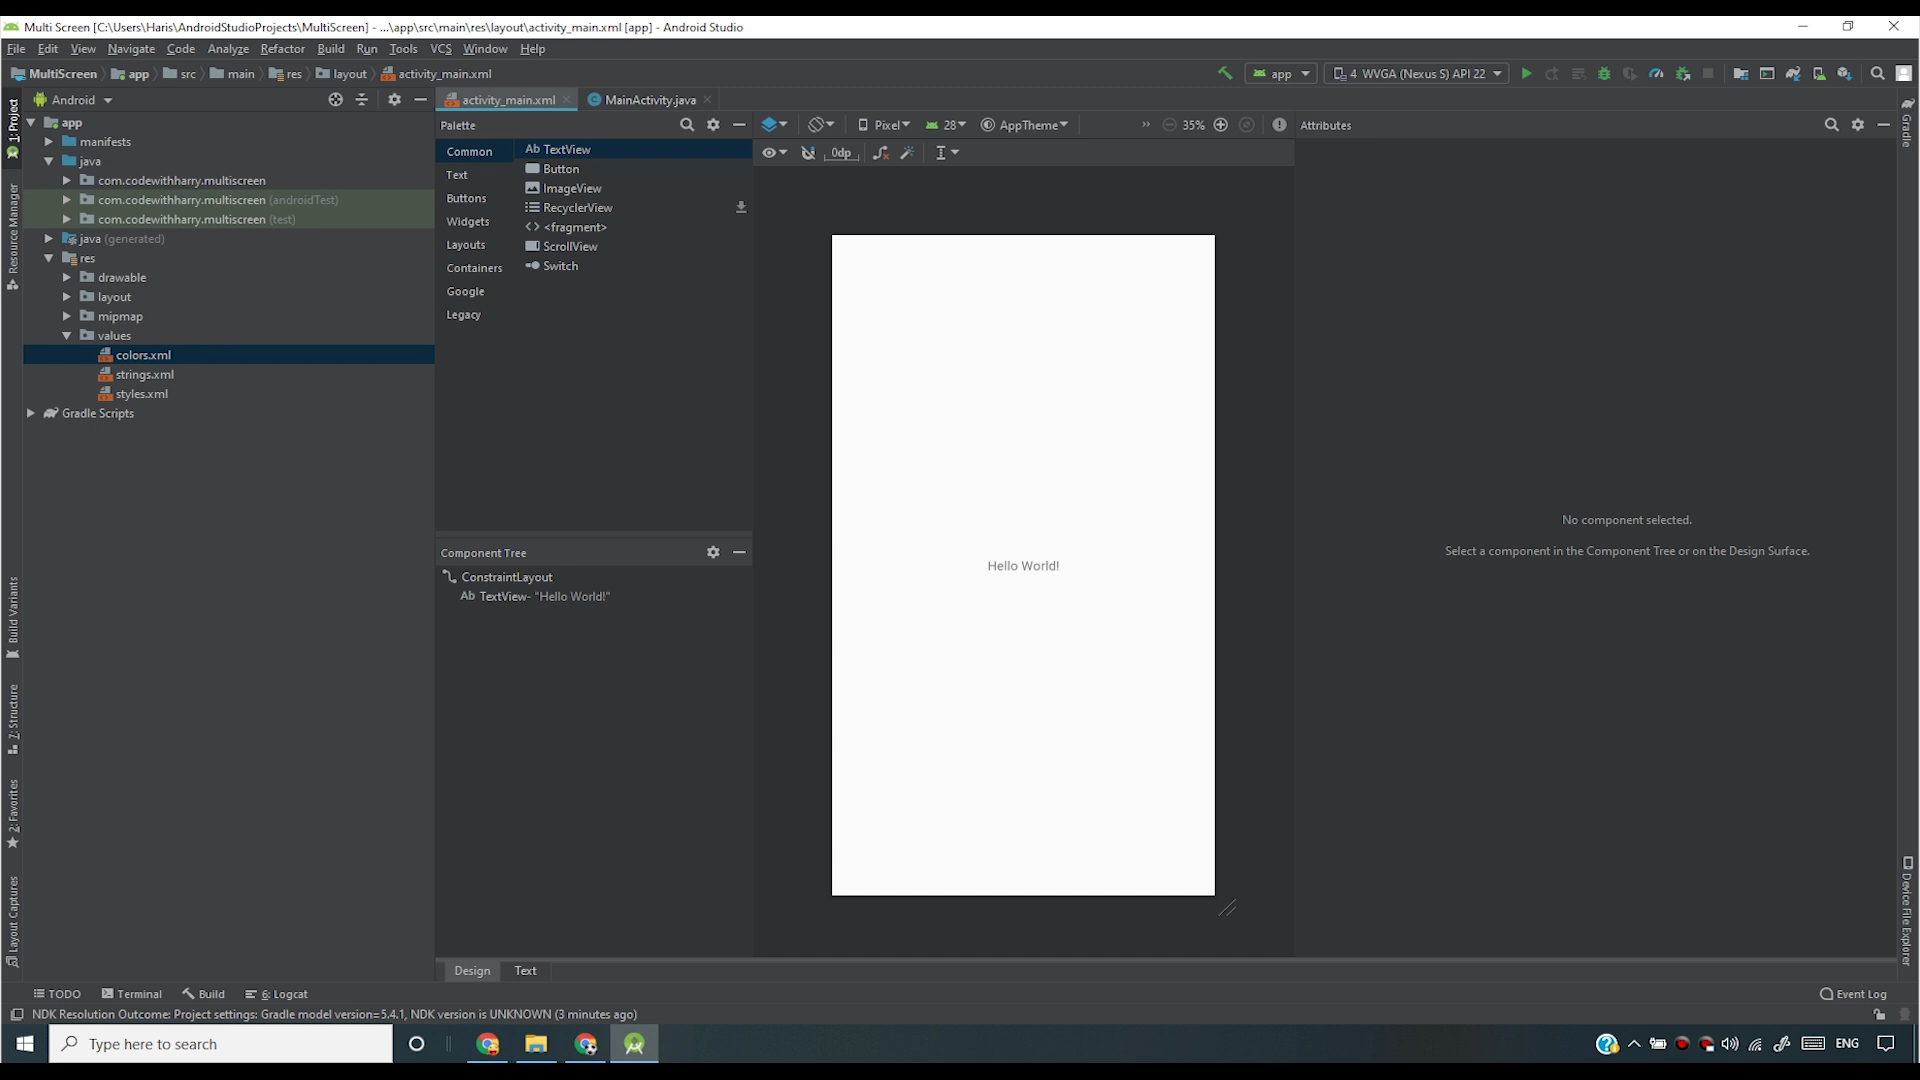 Multi Screen [C:\Users\Haris\AndroidStudioProjects\MultiScreen] - ...\app\src\main\res\layout\activity_main.xml [app] - Android Studio
File Edit View Navigate Code Analyze Refactor Build Run Tools VCS Window Help
MultiScreen app src main res layout activity_main.xml
app 4 WVGA (Nexus S) API 22
Android
activity_main.xml MainActivity.java
1: Project
Resource Manager
Build Variants
7: Structure
2: Favorites
Layout Captures
app
manifests
java
com.codewithharry.multiscreen
com.codewithharry.multiscreen (androidTest)
com.codewithharry.multiscreen (test)
java (generated)
res
drawable
layout
mipmap
values
colors.xml
strings.xml
styles.xml
Gradle Scripts
Palette
Common
Text
Buttons
Widgets
Layouts
Containers
Google
Legacy
Ab TextView
Button
ImageView
RecyclerView
<> <fragment>
ScrollView
Switch
Component Tree
ConstraintLayout
Ab TextView- "Hello World!"
Pixel 28 AppTheme » 35%
0dp
Hello World!
Attributes
No component selected.
Select a component in the Component Tree or on the Design Surface.
Gradle
Device File Explorer
Design Text
TODO Terminal Build 6: Logcat Event Log
NDK Resolution Outcome: Project settings: Gradle model version=5.4.1, NDK version is UNKNOWN (3 minutes ago)
Type here to search ENG